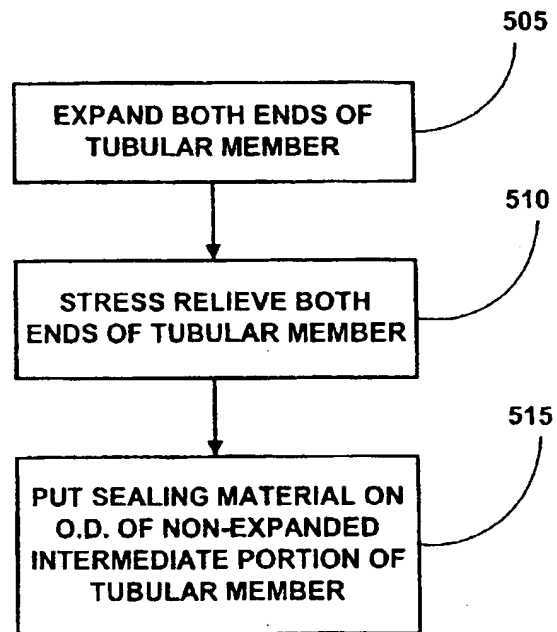 505
EXPAND BOTH ENDS OF
TUBULAR MEMBER
510
STRESS RELIEVE BOTH
ENDS OF TUBULAR MEMBER
515
PUT SEALING MATERIAL ON
O.D. OF NON-EXPANDED
INTERMEDIATE PORTION OF
TUBULAR MEMBER